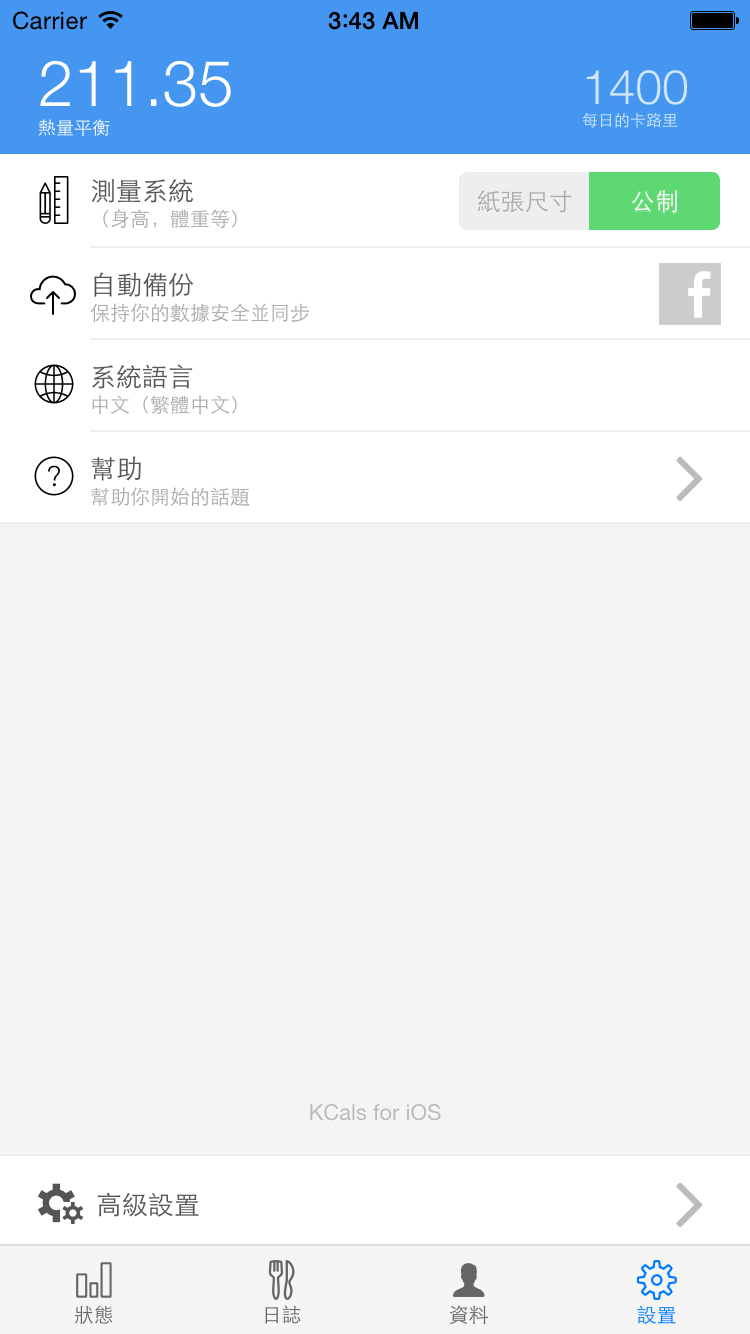 Carrier 3:43 AM
211.35
熱量平衡
1400
每日的卡路里
測量系統
（身高，體重等）
紙張尺寸
公制
自動備份
保持你的數據安全並同步
f
系統語言
中文（繁體中文）
?
幫助
幫助你開始的話題
KCals for iOS
高級設置
狀態
日誌
資料
設置